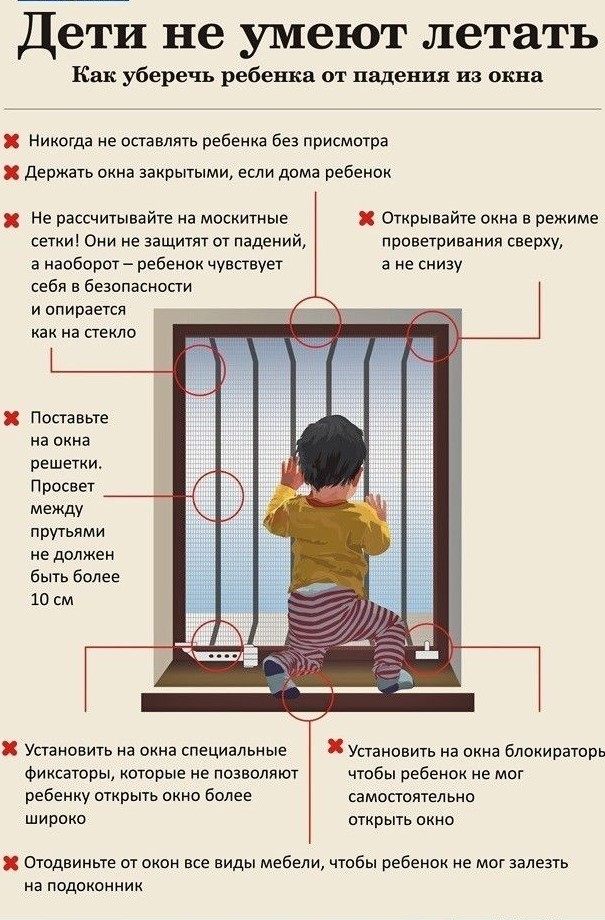 Дети не умеют летать
Как уберечь ребенка от падения из окна
Никогда не оставлять ребенка без присмотра
Держать окна закрытыми, если дома ребенок
Не рассчитывайте на москитные
сетки! Они не защитят от падений,
а наоборот – ребенок чувствует
себя в безопасности
и опирается
как на стекло
Открывайте окна в режиме
проветривания сверху,
а не снизу
Поставьте
на окна
решетки.
Просвет
между
прутьями
не должен
быть более
10 см
Установить на окна специальные
фиксаторы, которые не позволяют
ребенку открыть окно более
широко
Установить на окна блокираторь
чтобы ребенок не мог
самостоятельно
открыть окно
Отодвиньте от окон все виды мебели, чтобы ребенок не мог залезть
на подоконник